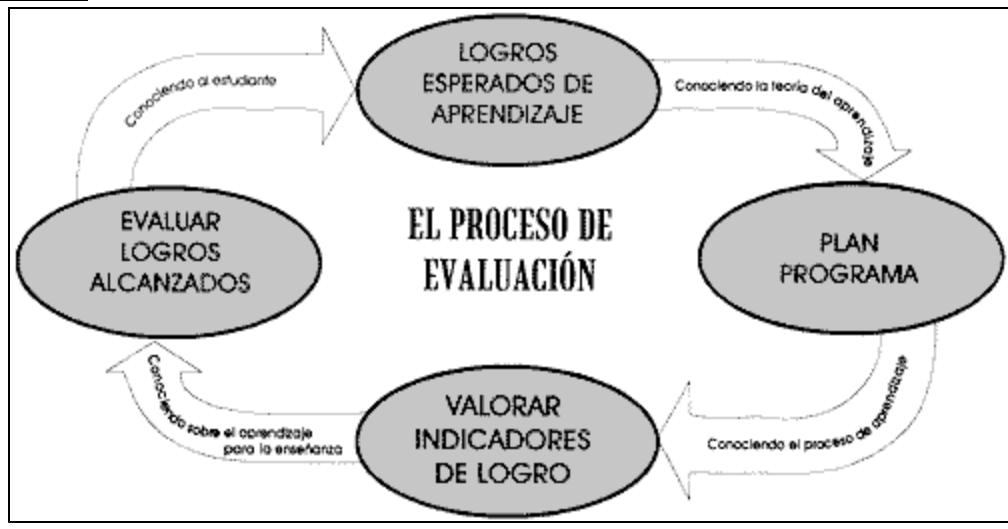 LOGROS
ESPERADOS DE
APRENDIZAJE
Conociendo la teoría del aprendizaje
PLAN
PROGRAMA
Conociendo el proceso de aprendizaje
VALORAR
INDICADORES
DE LOGRO
Conociendo sobre el aprendizaje
para la enseñanza
EVALUAR
LOGROS
ALCANZADOS
Conociendo al estudiante
EL PROCESO DE
EVALUACIÓN